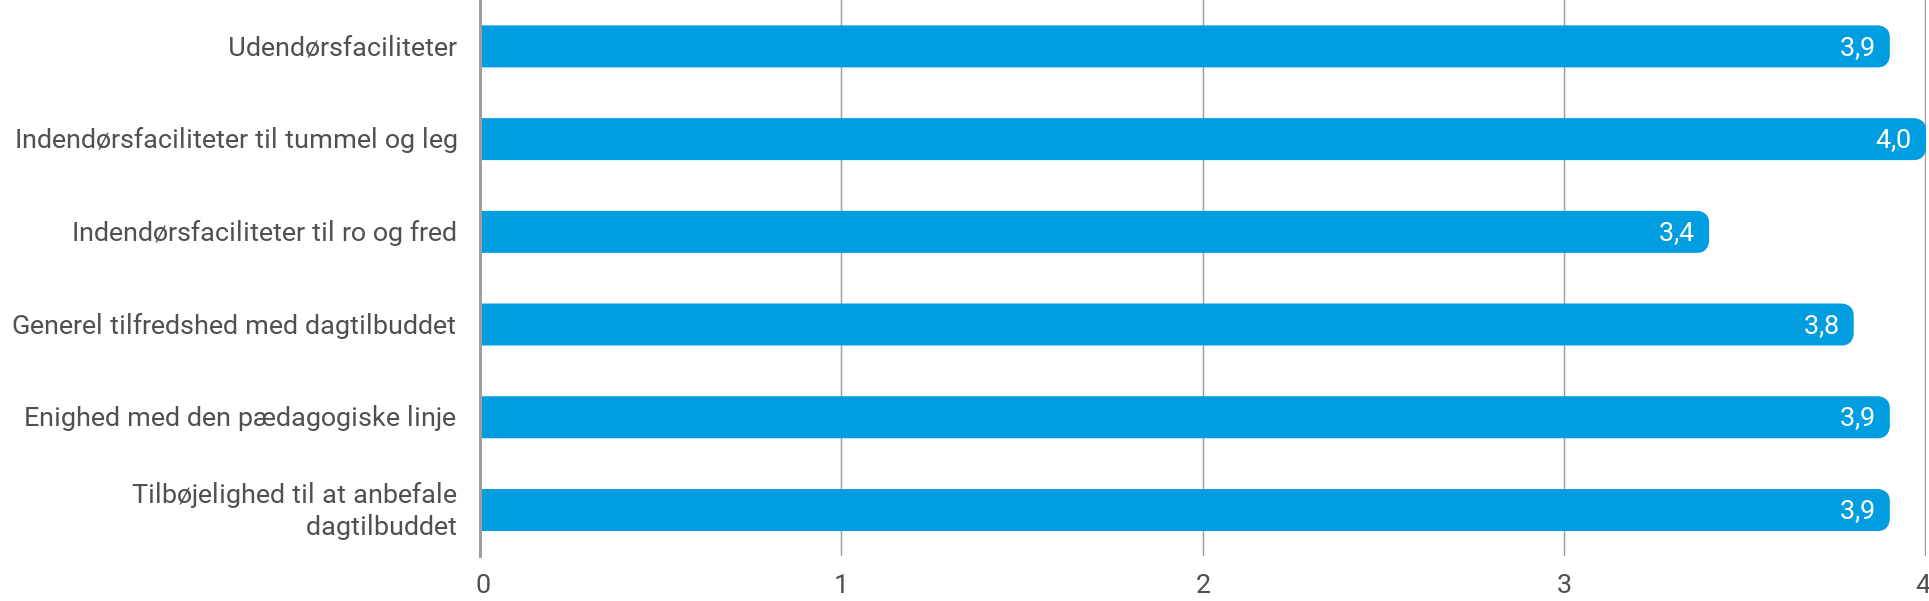 Udendørsfaciliteter 3,9
Indendørsfaciliteter til tummel og leg 4,0
Indendørsfaciliteter til ro og fred 3,4
Generel tilfredshed med dagtilbuddet 3,8
Enighed med den pædagogiske linje 3,9
Tilbøjelighed til at anbefale
dagtilbuddet 3,9
0 1 2 3 4